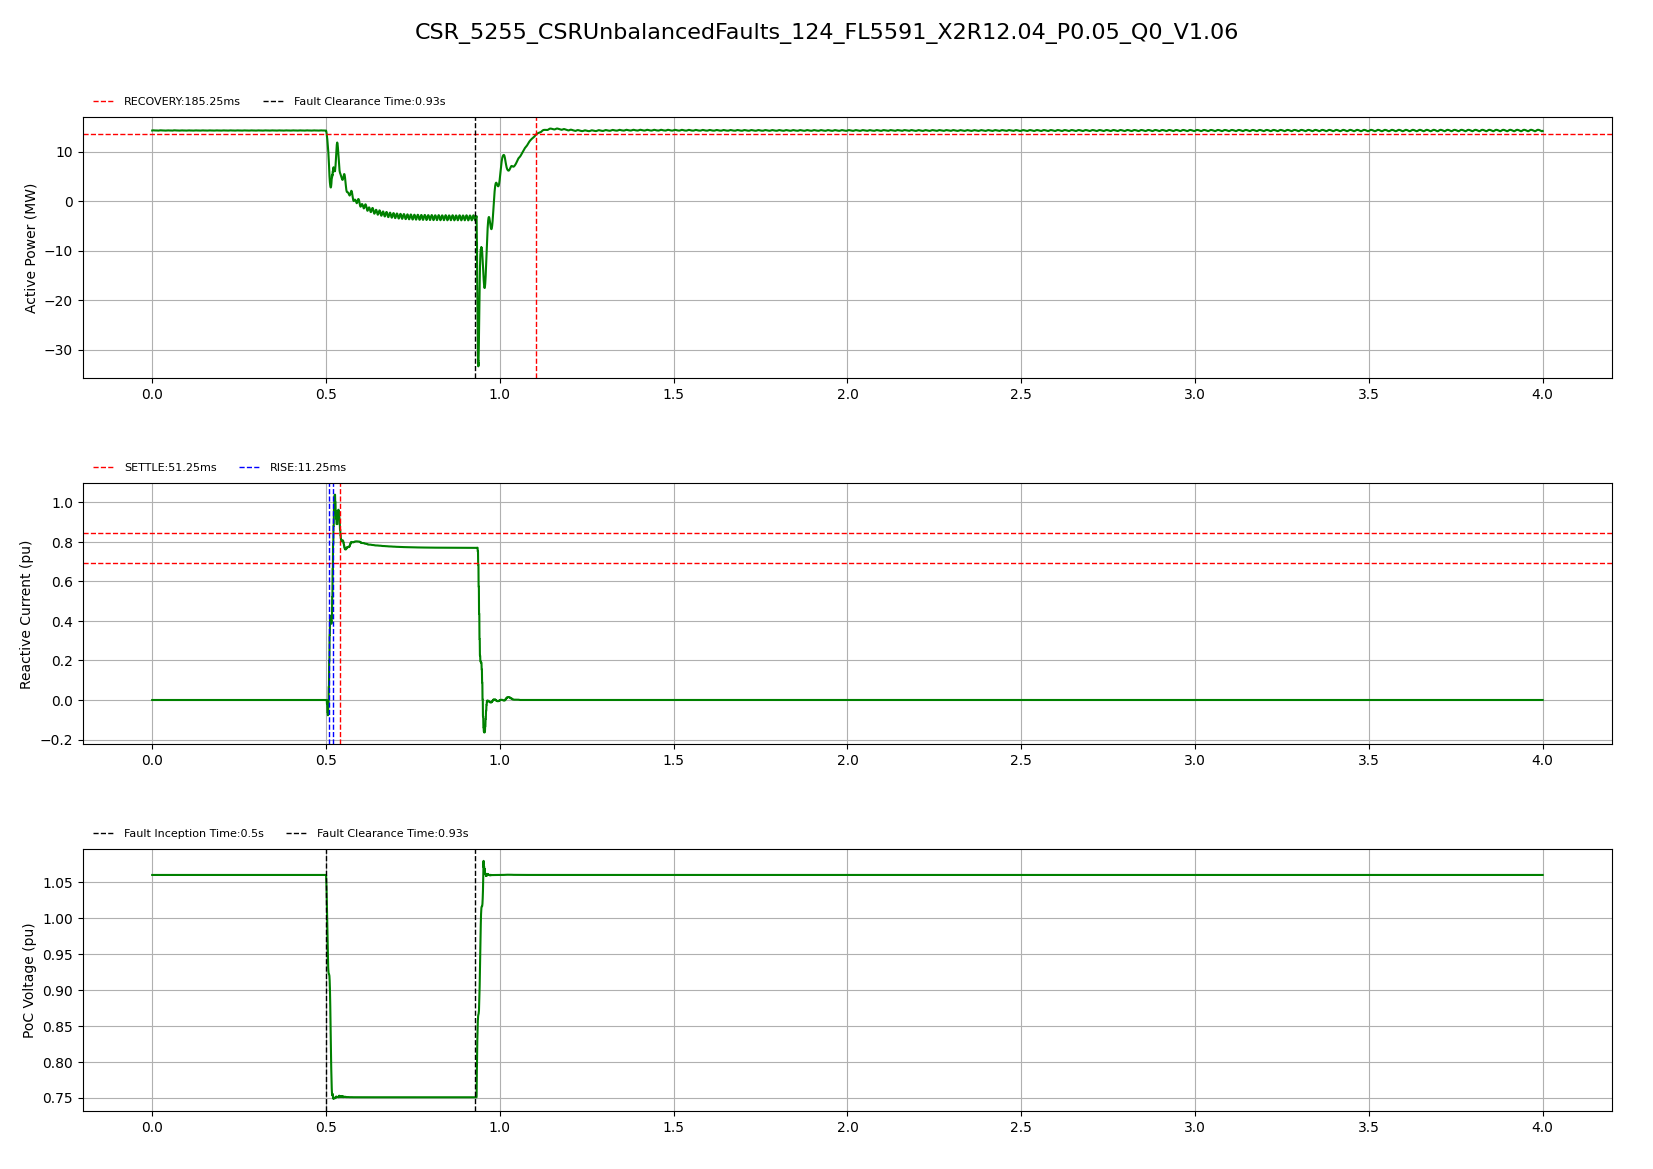 CSR_5255_CSRUnbalancedFaults_124_FL5591_X2R12.04_P0.05_Q0_V1.06
RECOVERY:185.25ms Fault Clearance Time:0.93s
Active Power (MW)
10
0
−10
−20
−30
0.0 0.5 1.0 1.5 2.0 2.5 3.0 3.5 4.0
SETTLE:51.25ms RISE:11.25ms
Reactive Current (pu)
1.0
0.8
0.6
0.4
0.2
0.0
−0.2
0.0 0.5 1.0 1.5 2.0 2.5 3.0 3.5 4.0
Fault Inception Time:0.5s Fault Clearance Time:0.93s
PoC Voltage (pu)
1.05
1.00
0.95
0.90
0.85
0.80
0.75
0.0 0.5 1.0 1.5 2.0 2.5 3.0 3.5 4.0